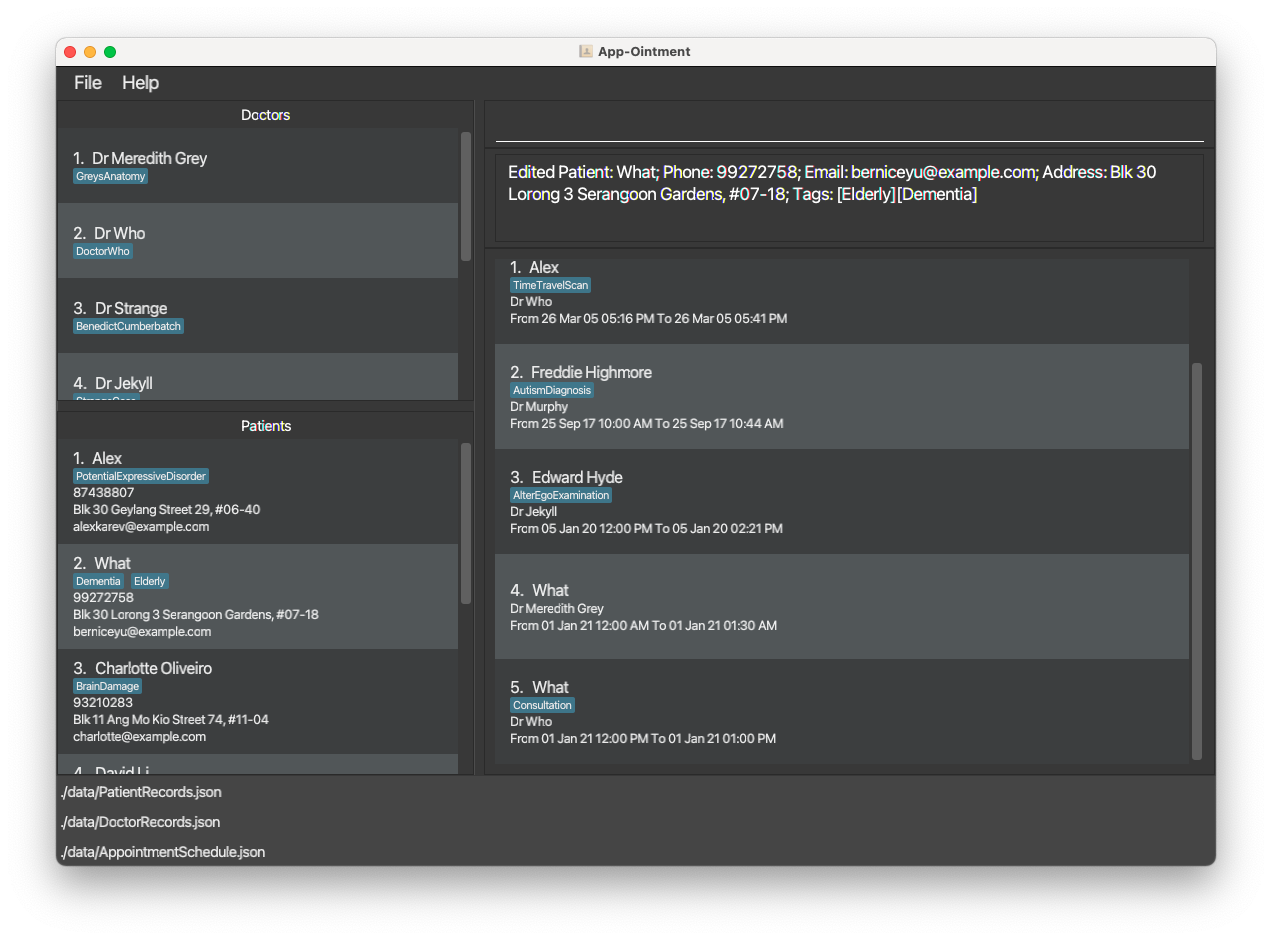 App-Ointment
File Help
Doctors
1. Dr Meredith Grey
GreysAnatomy
2. Dr Who
DoctorWho
3. Dr Strange
BenedictCumberbatch
4. Dr Jekyll
StrangeCase
Patients
1. Alex
PotentialExpressiveDisorder
87438807
Blk 30 Geylang Street 29, #06-40
alexkarev@example.com
2. What
Dementia Elderly
99272758
Blk 30 Lorong 3 Serangoon Gardens, #07-18
berniceyu@example.com
3. Charlotte Oliveiro
BrainDamage
93210283
Blk 11 Ang Mo Kio Street 74, #11-04
charlotte@example.com
4. David Li
Edited Patient: What; Phone: 99272758; Email: berniceyu@example.com; Address: Blk 30
Lorong 3 Serangoon Gardens, #07-18; Tags: [Elderly][Dementia]
1. Alex
TimeTravelScan
Dr Who
From 26 Mar 05 05:16 PM To 26 Mar 05 05:41 PM
2. Freddie Highmore
AutismDiagnosis
Dr Murphy
From 25 Sep 17 10:00 AM To 25 Sep 17 10:44 AM
3. Edward Hyde
AlterEgoExamination
Dr Jekyll
From 05 Jan 20 12:00 PM To 05 Jan 20 02:21 PM
4. What
Dr Meredith Grey
From 01 Jan 21 12:00 AM To 01 Jan 21 01:30 AM
5. What
Consultation
Dr Who
From 01 Jan 21 12:00 PM To 01 Jan 21 01:00 PM
./data/PatientRecords.json
./data/DoctorRecords.json
./data/AppointmentSchedule.json